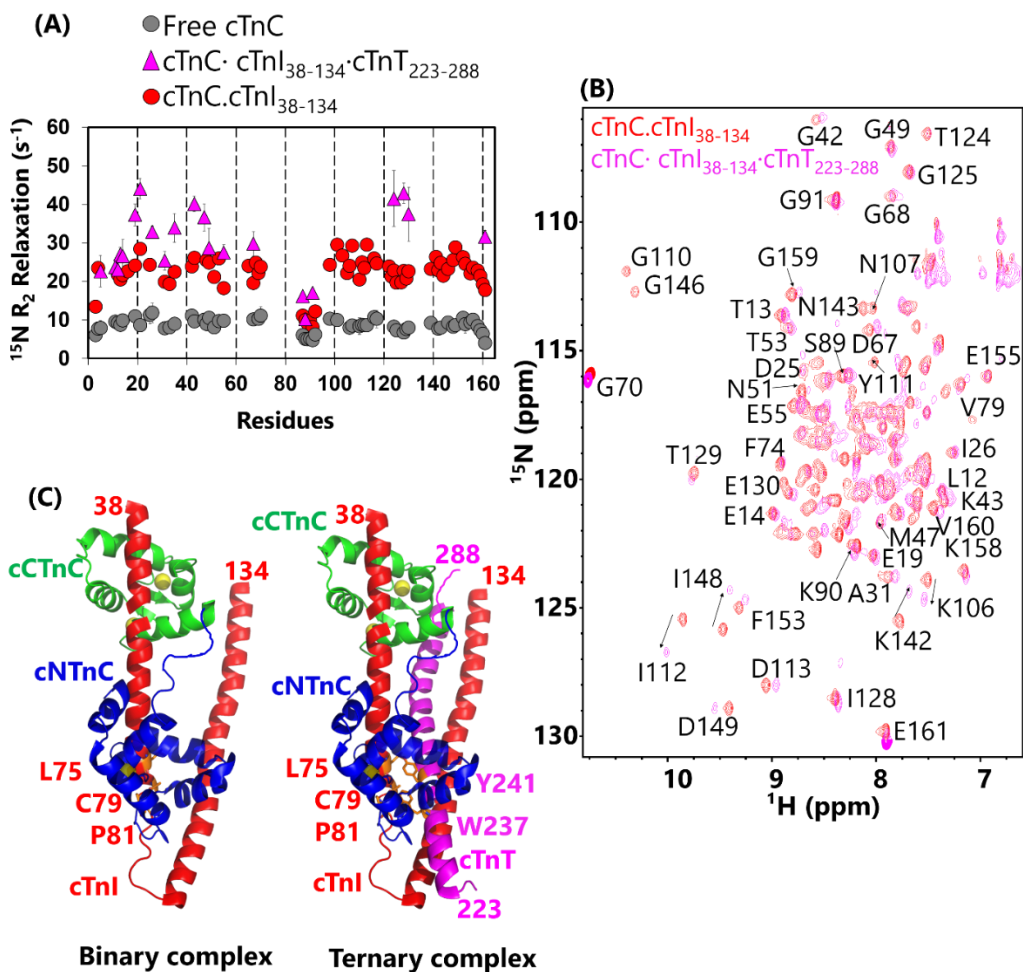 (A)
Free cTnC
cTnC· cTnI38-134·cTnT223-288
cTnC.cTnI38-134
15N R2 Relaxation (s-1)
60
50
40
30
20
10
0
0 20 40 60 80 100 120 140 160
Residues
(B)
cTnC.cTnI38-134
cTnC· cTnI38-134·cTnT223-288
G42
G49
T124
G125
G91
G68
G110
G146
G159
N107
T13
N143
T53
S89
D67
E155
D25
Y111
N51
G70
E55
V79
T129
F74
I26
L12
E130
K43
E14
V160
M47
K158
E19
I148
K90
A31
K106
F153
K142
I112
D113
I128
D149
E161
110
115
120
125
130
15N (ppm)
10 9 8 7
1H (ppm)
(C)
38
cCTnC
134
cNTnC
L75
C79
P81
cTnI
Binary complex
38
cCTnC
288
134
cNTnC
L75
C79
P81
Y241
W237
cTnT
cTnI
223
Ternary complex